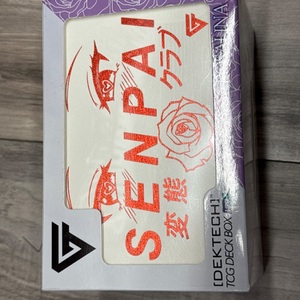 SENPAI
変態クラブ
[DEKTECH]
TCG DECK BOX